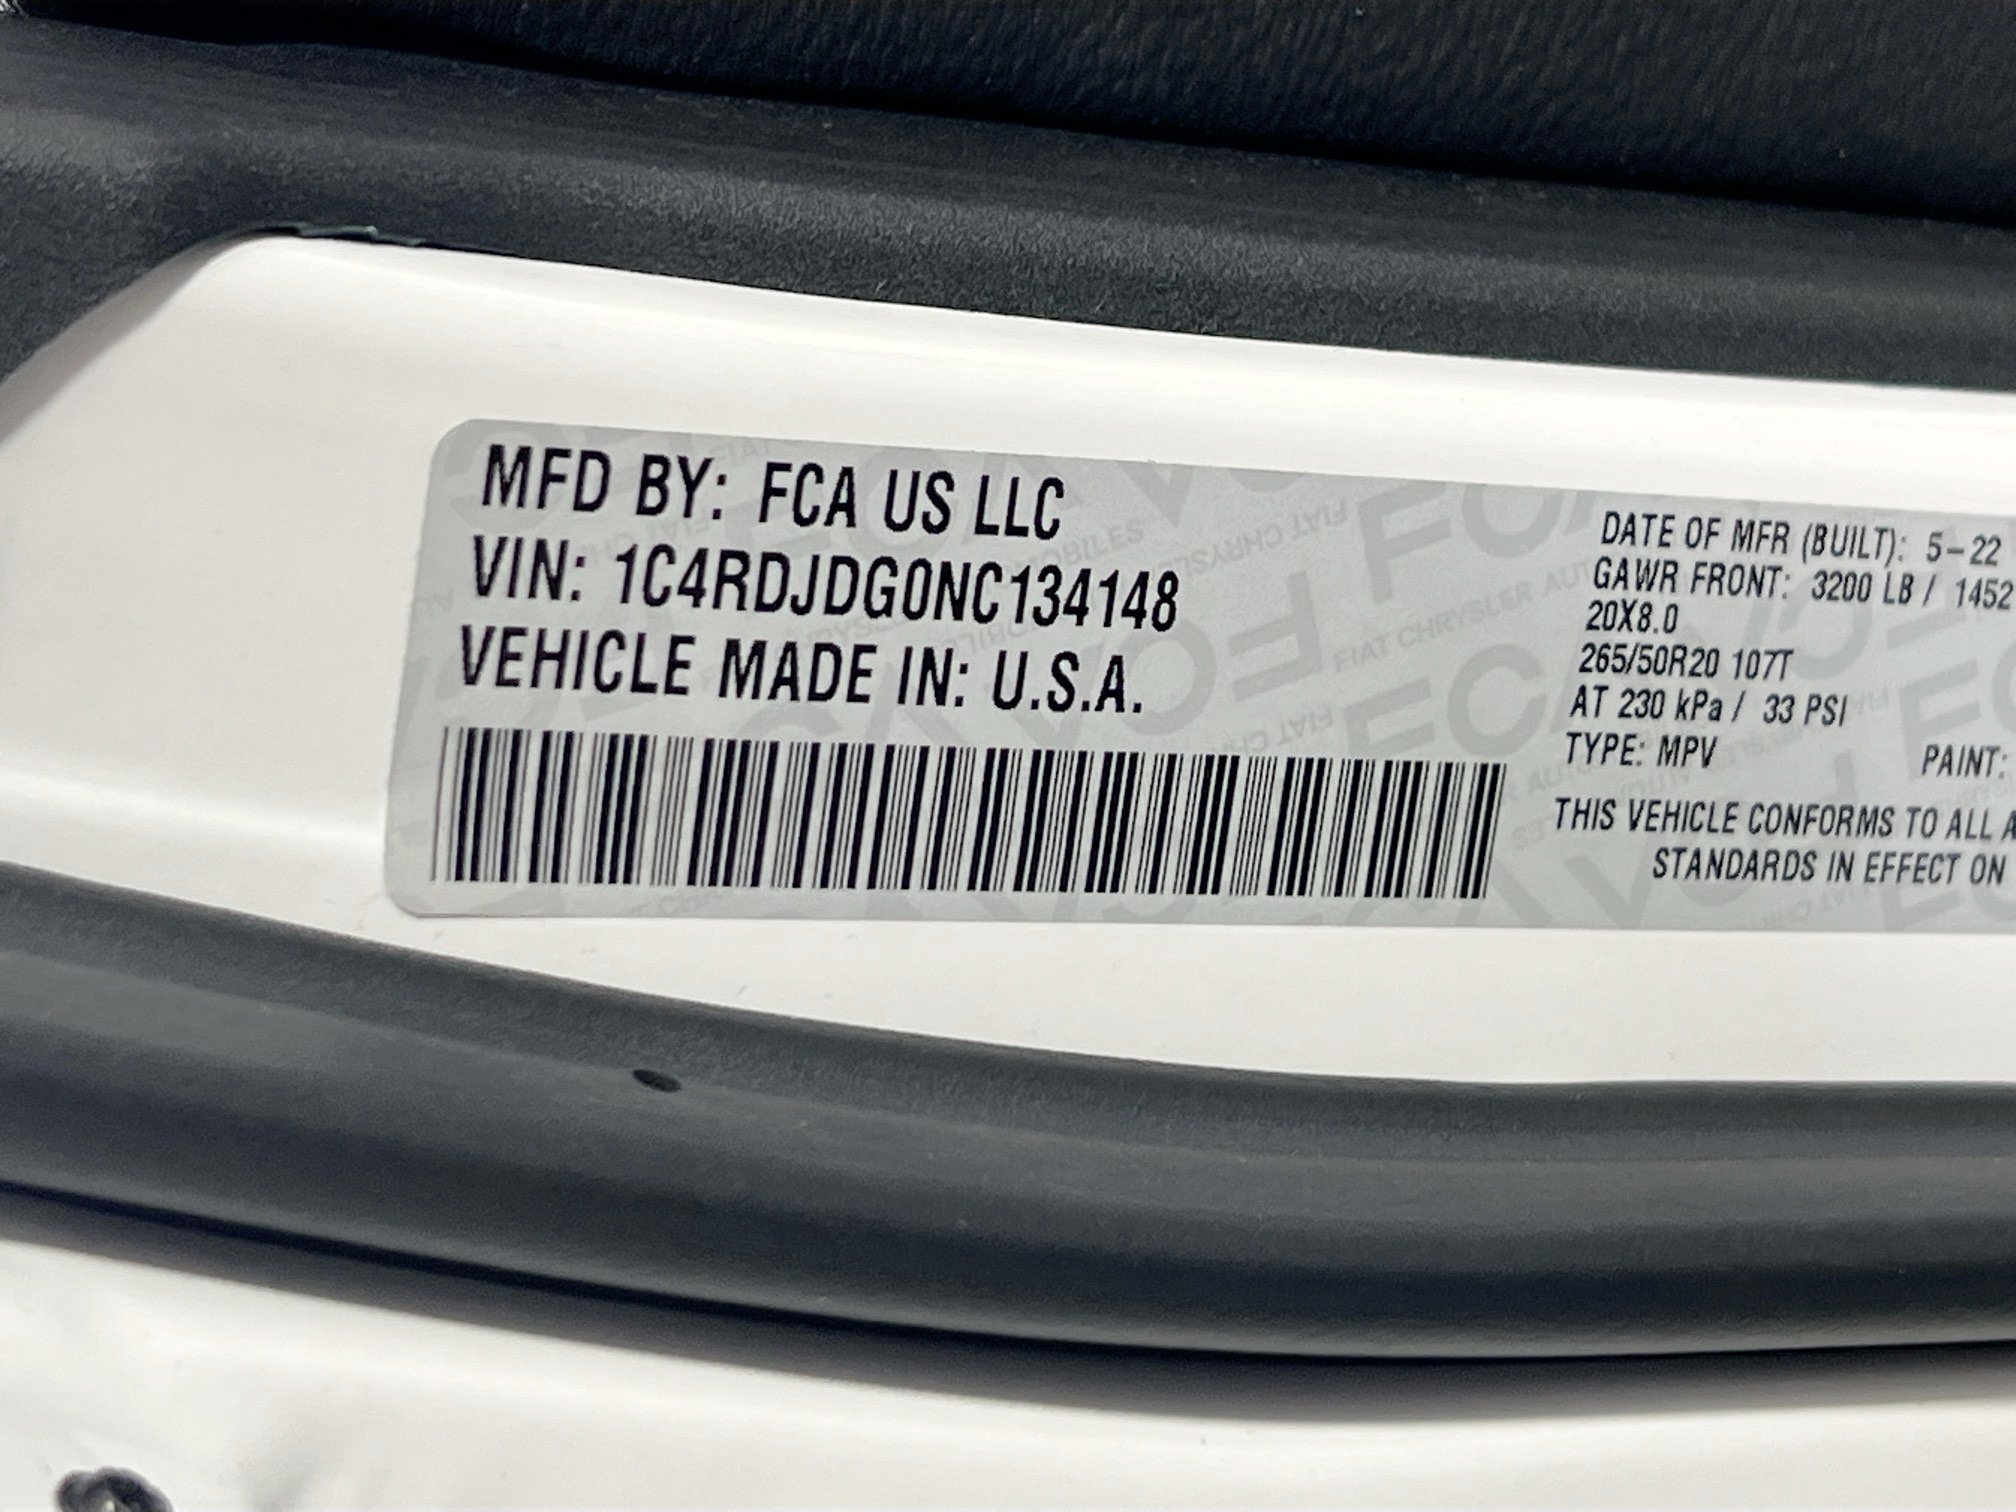 MFD BY: FCA US LLC
VIN: 1C4RDJDG0NC134148
VEHICLE MADE IN: U.S.A.
DATE OF MFR (BUILT): 5-22
GAWR FRONT: 3200 LB / 1452
20X8.0
265/50R20 107T
AT 230 kPa / 33 PSI
TYPE: MPV PAINT:
THIS VEHICLE CONFORMS TO ALL A
STANDARDS IN EFFECT ON